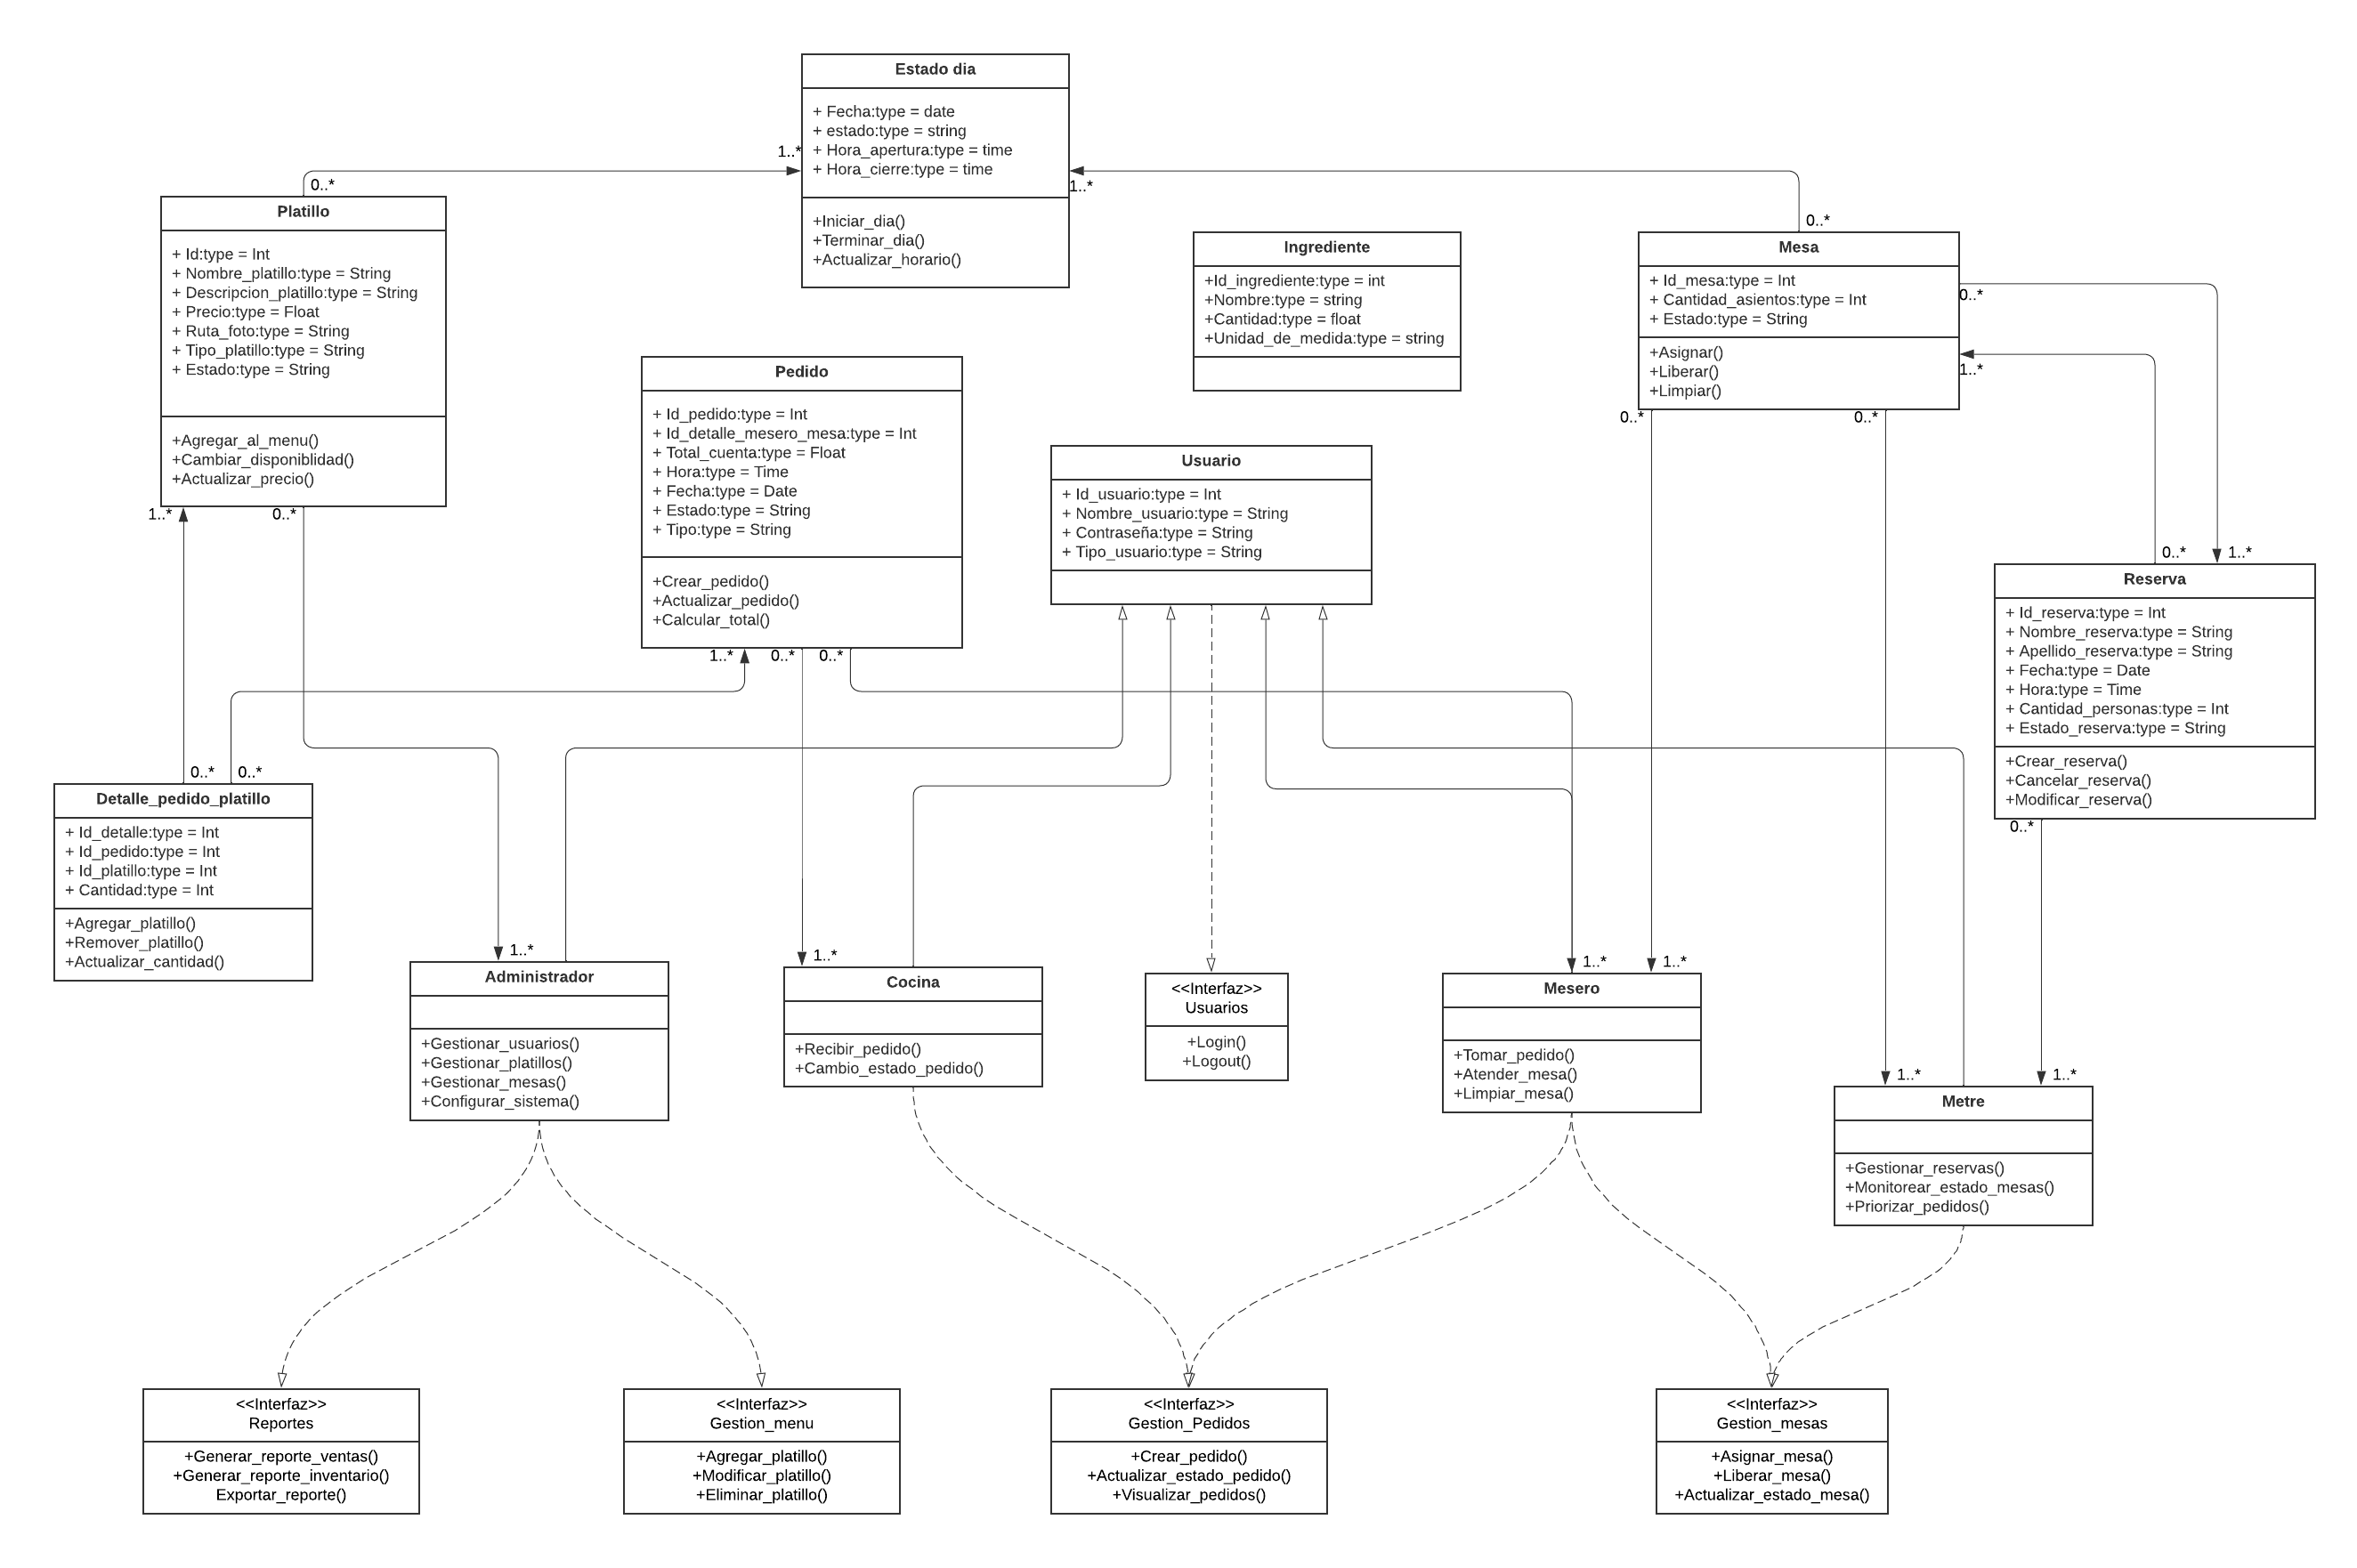 Estado dia
+ Fecha:type = date
+ estado:type = string
+ Hora_apertura:type = time
+ Hora_cierre:type = time
+Iniciar_dia()
+Terminar_dia()
+Actualizar_horario()
1..*
0..*
1..*
0..*
Platillo
+ Id:type = Int
+ Nombre_platillo:type = String
+ Descripcion_platillo:type = String
+ Precio:type = Float
+ Ruta_foto:type = String
+ Tipo_platillo:type = String
+ Estado:type = String
+Agregar_al_menu()
+Cambiar_disponiblidad()
+Actualizar_precio()
1..*
0..*
Ingrediente
+Id_ingrediente:type = int
+Nombre:type = string
+Cantidad:type = float
+Unidad_de_medida:type = string
Mesa
+ Id_mesa:type = Int
+ Cantidad_asientos:type = Int
+ Estado:type = String
+Asignar()
+Liberar()
+Limpiar()
0..*
1..*
0..*
0..*
Pedido
+ Id_pedido:type = Int
+ Id_detalle_mesero_mesa:type = Int
+ Total_cuenta:type = Float
+ Hora:type = Time
+ Fecha:type = Date
+ Estado:type = String
+ Tipo:type = String
+Crear_pedido()
+Actualizar_pedido()
+Calcular_total()
1..*
0..*
0..*
Usuario
+ Id_usuario:type = Int
+ Nombre_usuario:type = String
+ Contraseña:type = String
+ Tipo_usuario:type = String
0..*
1..*
Reserva
+ Id_reserva:type = Int
+ Nombre_reserva:type = String
+ Apellido_reserva:type = String
+ Fecha:type = Date
+ Hora:type = Time
+ Cantidad_personas:type = Int
+ Estado_reserva:type = String
+Crear_reserva()
+Cancelar_reserva()
+Modificar_reserva()
0..*
0..*
0..*
Detalle_pedido_platillo
+ Id_detalle:type = Int
+ Id_pedido:type = Int
+ Id_platillo:type = Int
+ Cantidad:type = Int
+Agregar_platillo()
+Remover_platillo()
+Actualizar_cantidad()
1..*
Administrador
+Gestionar_usuarios()
+Gestionar_platillos()
+Gestionar_mesas()
+Configurar_sistema()
1..*
Cocina
+Recibir_pedido()
+Cambio_estado_pedido()
<<Interfaz>>
Usuarios
+Login()
+Logout()
1..*
1..*
Mesero
+Tomar_pedido()
+Atender_mesa()
+Limpiar_mesa()
1..*
1..*
Metre
+Gestionar_reservas()
+Monitorear_estado_mesas()
+Priorizar_pedidos()
<<Interfaz>>
Reportes
+Generar_reporte_ventas()
+Generar_reporte_inventario()
Exportar_reporte()
<<Interfaz>>
Gestion_menu
+Agregar_platillo()
+Modificar_platillo()
+Eliminar_platillo()
<<Interfaz>>
Gestion_Pedidos
+Crear_pedido()
+Actualizar_estado_pedido()
+Visualizar_pedidos()
<<Interfaz>>
Gestion_mesas
+Asignar_mesa()
+Liberar_mesa()
+Actualizar_estado_mesa()